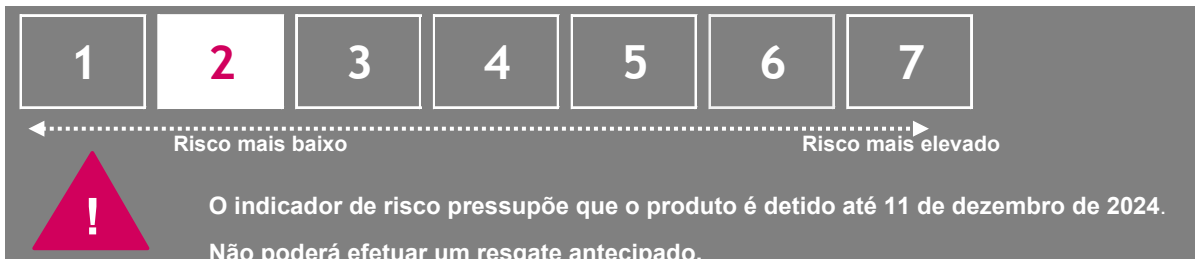 1 2 3 4 5 6 7
Risco mais baixo Risco mais elevado
! O indicador de risco pressupõe que o produto é detido até 11 de dezembro de 2024.
Não poderá efetuar um resgate antecipado.